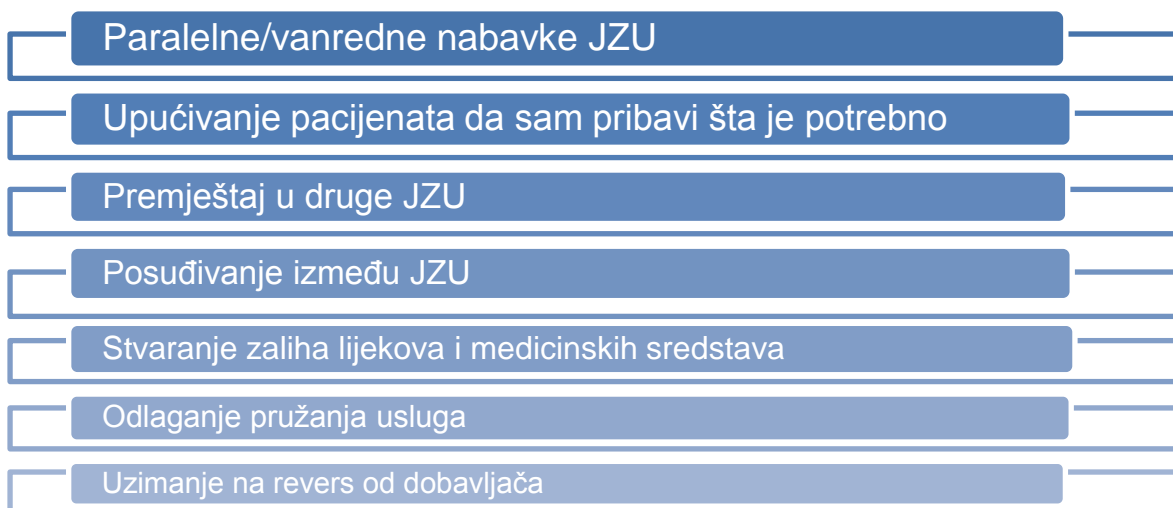 Paralelne/vanredne nabavke JZU
Upućivanje pacijenata da sam pribavi šta je potrebno
Premještaj u druge JZU
Posuđivanje između JZU
Stvaranje zaliha lijekova i medicinskih sredstava
Odlaganje pružanja usluga
Uzimanje na revers od dobavljača